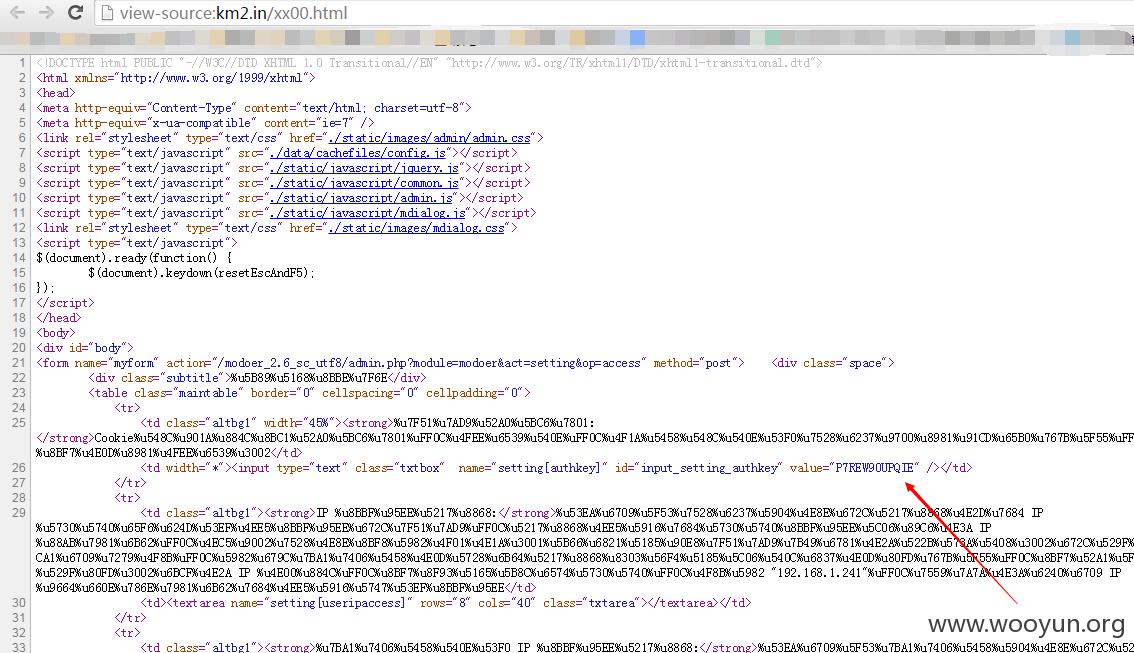 view-source:km2.in/xx00.html
1 <!DOCTYPE html PUBLIC "-//W3C//DTD XHTML 1.0 Transitional//EN" "http://www.w3.org/TR/xhtml1/DTD/xhtml1-transitional.dtd">
2 <html xmlns="http://www.w3.org/1999/xhtml">
3 <head>
4 <meta http-equiv="Content-Type" content="text/html; charset=utf-8">
5 <meta http-equiv="x-ua-compatible" content="ie=7" />
6 <link rel="stylesheet" type="text/css" href="./static/images/admin/admin.css">
7 <script type="text/javascript" src="./data/cachefiles/config.js"></script>
8 <script type="text/javascript" src="./static/javascript/jquery.js"></script>
9 <script type="text/javascript" src="./static/javascript/common.js"></script>
10 <script type="text/javascript" src="./static/javascript/admin.js"></script>
11 <script type="text/javascript" src="./static/javascript/mdialog.js"></script>
12 <link rel="stylesheet" type="text/css" href="./static/images/mdialog.css">
13 <script type="text/javascript">
14 $(document).ready(function() {
15 $(document).keydown(resetEscAndF5);
16 });
17 </script>
18 </head>
19 <body>
20 <div id="body">
21 <form name="myform" action="/modoer_2.6_sc_utf8/admin.php?module=modoer&act=setting&op=access" method="post"> <div class="space">
22 <div class="subtitle">%u5B89%u5168%u8BBE%u7F6E</div>
23 <table class="maintable" border="0" cellspacing="0" cellpadding="0">
24 <tr>
25 <td class="altbg1" width="45%"><strong>%u7F51%u7AD9%u52A0%u5BC6%u7801:
</strong>Cookie%u548C%u901A%u884C%u8BC1%u52A0%u5BC6%u7801%uFF0C%u4FEE%u6539%u540E%uFF0C%u4F1A%u5458%u548C%u540E%u53F0%u7528%u6237%u9700%u8981%u91CD%u65B0%u767B%u5F55%uFF
%u8BF7%u4E0D%u8981%u4FEE%u6539%u3002</td>
26 <td width="*"><input type="text" class="txtbox" name="setting[authkey]" id="input_setting_authkey" value="P7REW90UPQIE" /></td>
27 </tr>
28 <tr>
29 <td class="altbg1"><strong>IP %u8BBF%u95EE%u5217%u8868:</strong>%u53EA%u6709%u5F53%u7528%u6237%u5904%u4E8E%u672C%u5217%u8868%u4E2D%u7684 IP
%u5730%u5740%u65F6%u624D%u53EF%u4EE5%u8BBF%u95EE%u672C%u7F51%u7AD9%uFF0C%u5217%u8868%u4EE5%u5916%u7684%u5730%u5740%u8BBF%u95EE%u5C06%u89C6%u4E3A IP
%u88AB%u7981%u6B62%uFF0C%u4EC5%u9002%u7528%u4E8E%u8BF8%u5982%u4F01%u4E1A%u3001%u5B66%u6821%u5185%u90E8%u7F51%u7AD9%u7B49%u6781%u4E2A%u522B%u573A%u5408%u3002%u672C%u529F%
CA1%u6709%u7279%u4F8B%uFF0C%u5982%u679C%u7BA1%u7406%u5458%u4E0D%u5728%u6B64%u5217%u8868%u8303%u56F4%u5185%u5C06%u540C%u6837%u4E0D%u80FD%u767B%u5F55%uFF0C%u8BF7%u52A1%u5F
%u529F%u80FD%u3002%u6BCF%u4E2A IP %u4E00%u884C%uFF0C%u8BF7%u8F93%u5165%u5B8C%u6574%u5730%u5740%uFF0C%u4F8B%u5982 "192.168.1.241"%uFF0C%u7559%u7A7A%u4E3A%u6240%u6709 IP
%u9664%u660E%u786E%u7981%u6B62%u7684%u4EE5%u5916%u5747%u53EF%u8BBF%u95EE</td>
30 <td><textarea name="setting[useripaccess]" rows="8" cols="40" class="txtarea"></textarea></td>
31 </tr>
32 <tr>
33 <td class="altbg1"><strong>%u7BA1%u7406%u5458%u540E%u53F0 IP %u8BBF%u95EE%u5217%u8868:</strong>%u53EA%u6709%u5F53%u7BA1%u7406%u5458%u5904%u4E8E%u672C%u52
www.wooyun.org